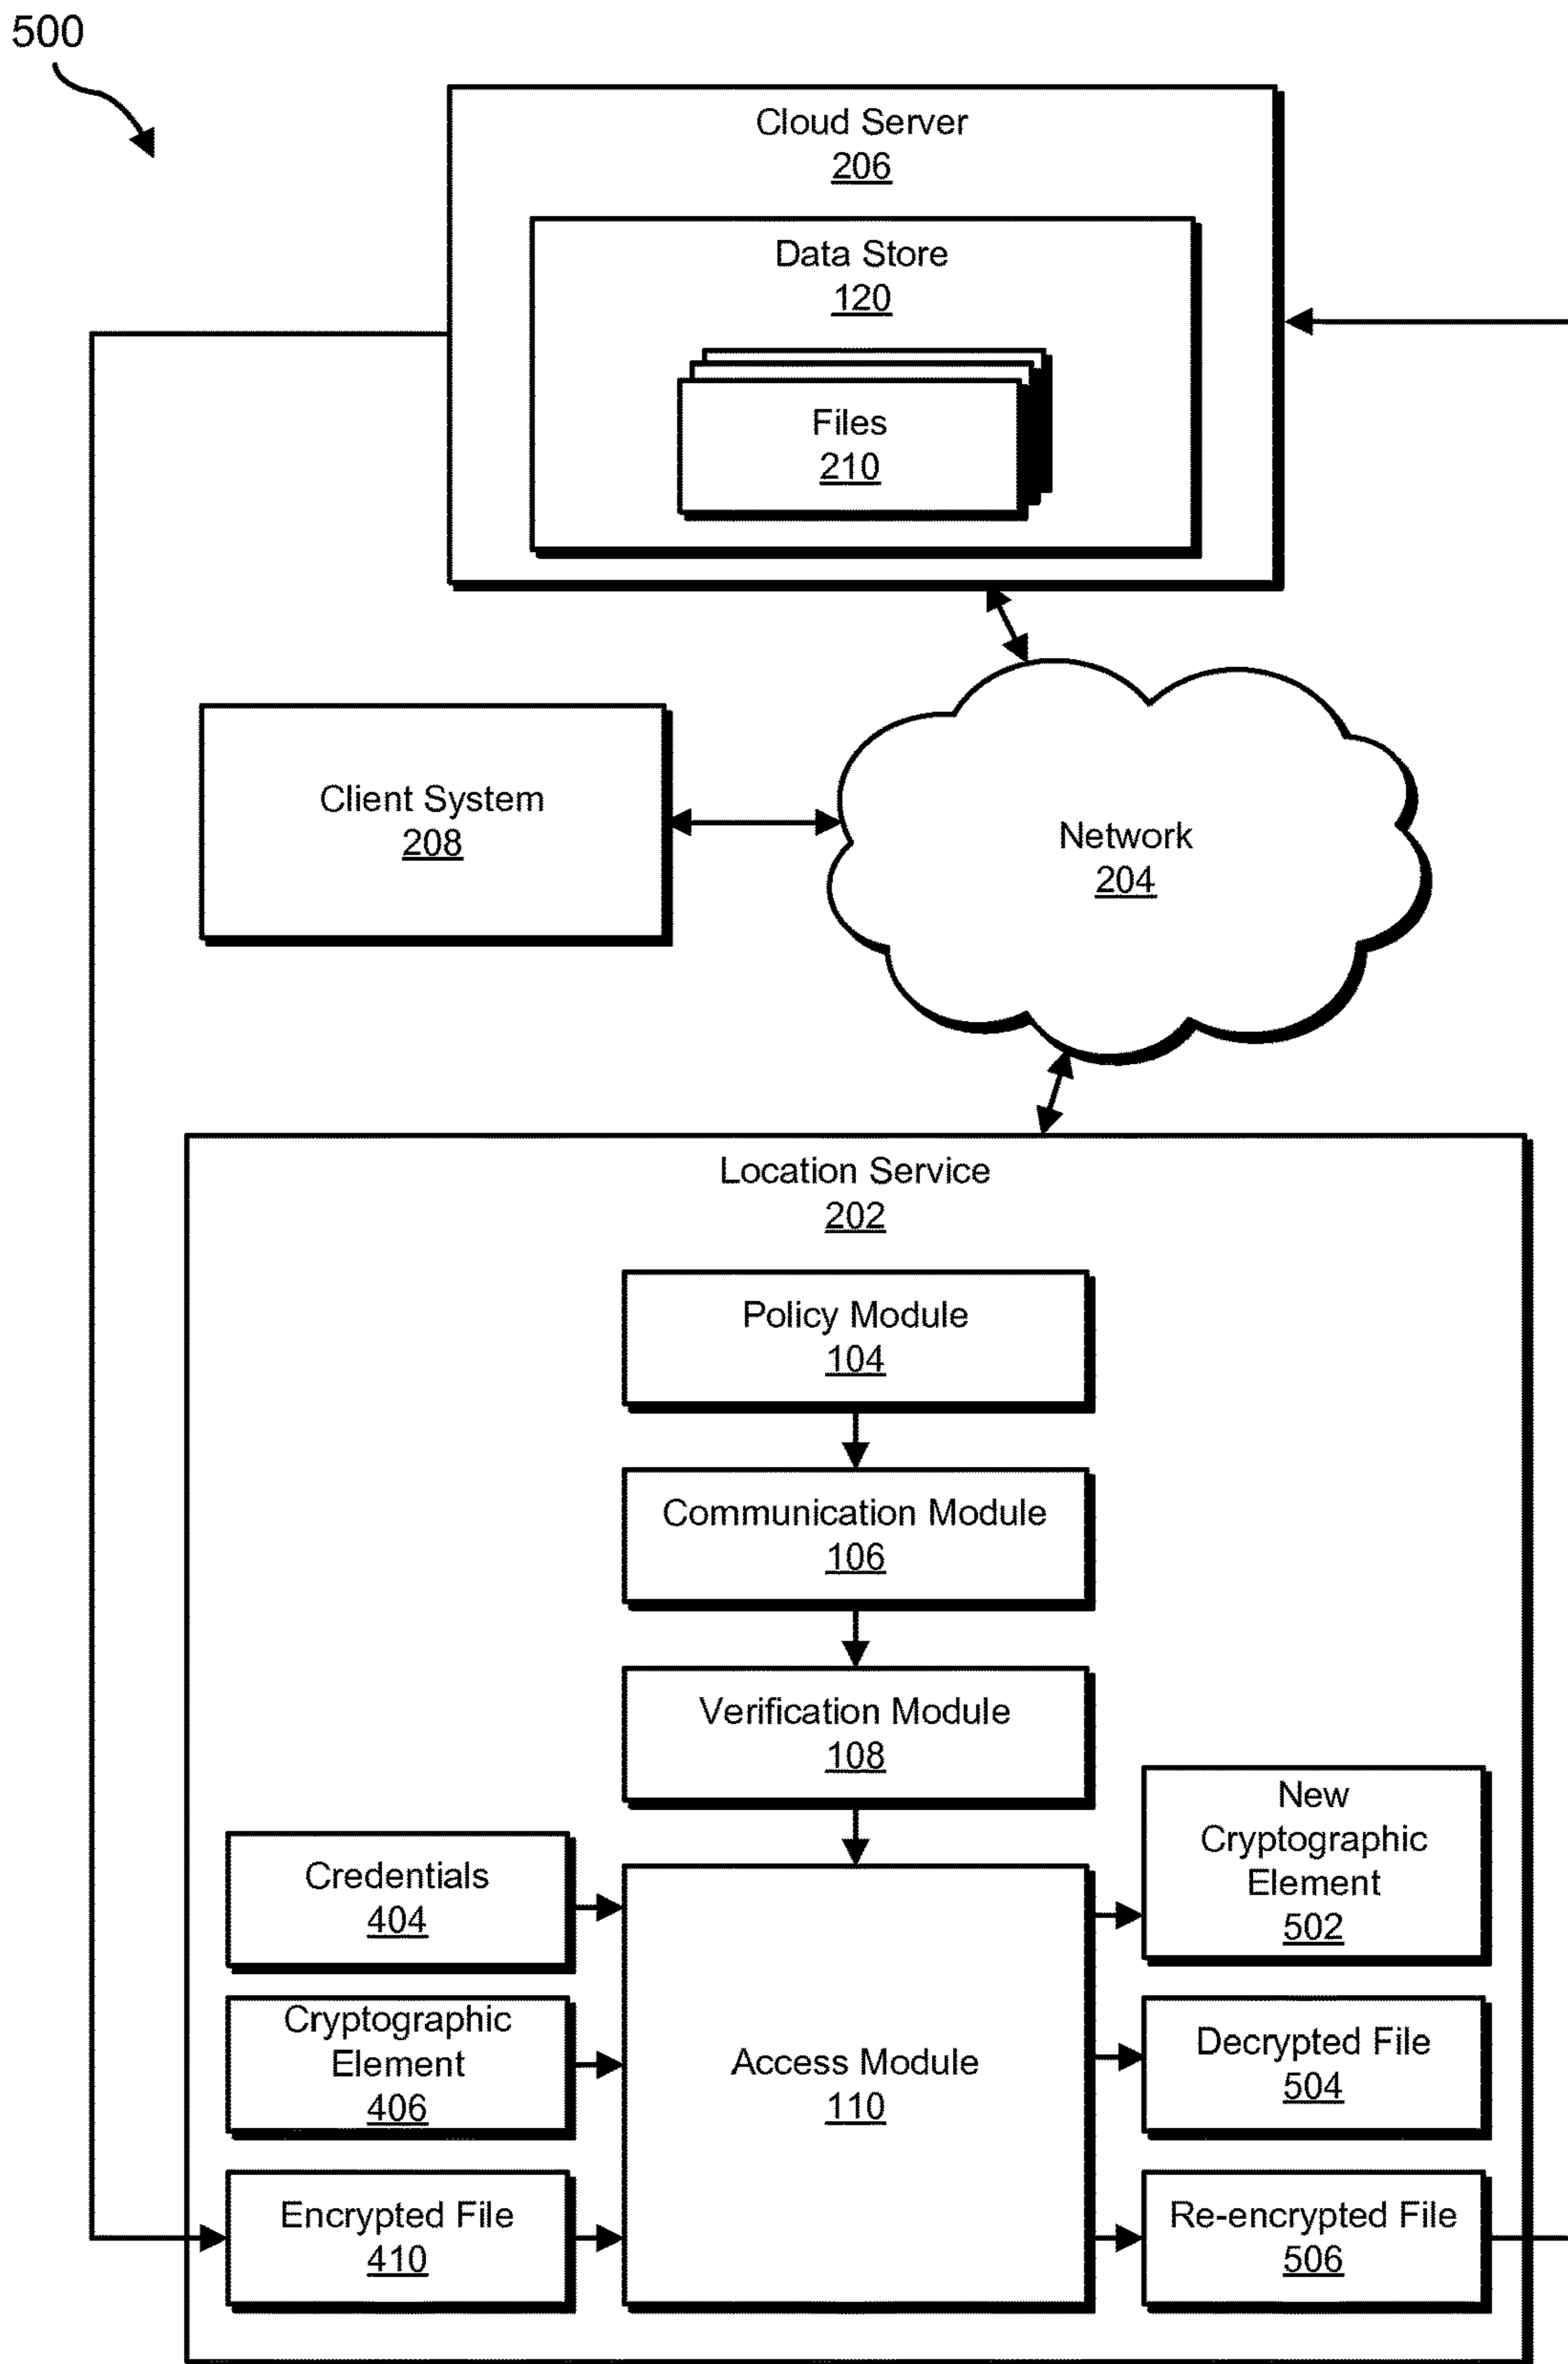 500
Cloud Server
206
Data Store
120
Files
210
Client System
208
Network
204
Location Service
202
Policy Module
104
Communication Module
106
Verification Module
108
New
Cryptographic
Element
502
Credentials
404
Cryptographic
Element
406
Access Module
110
Decrypted File
504
Encrypted File
410
Re-encrypted File
506